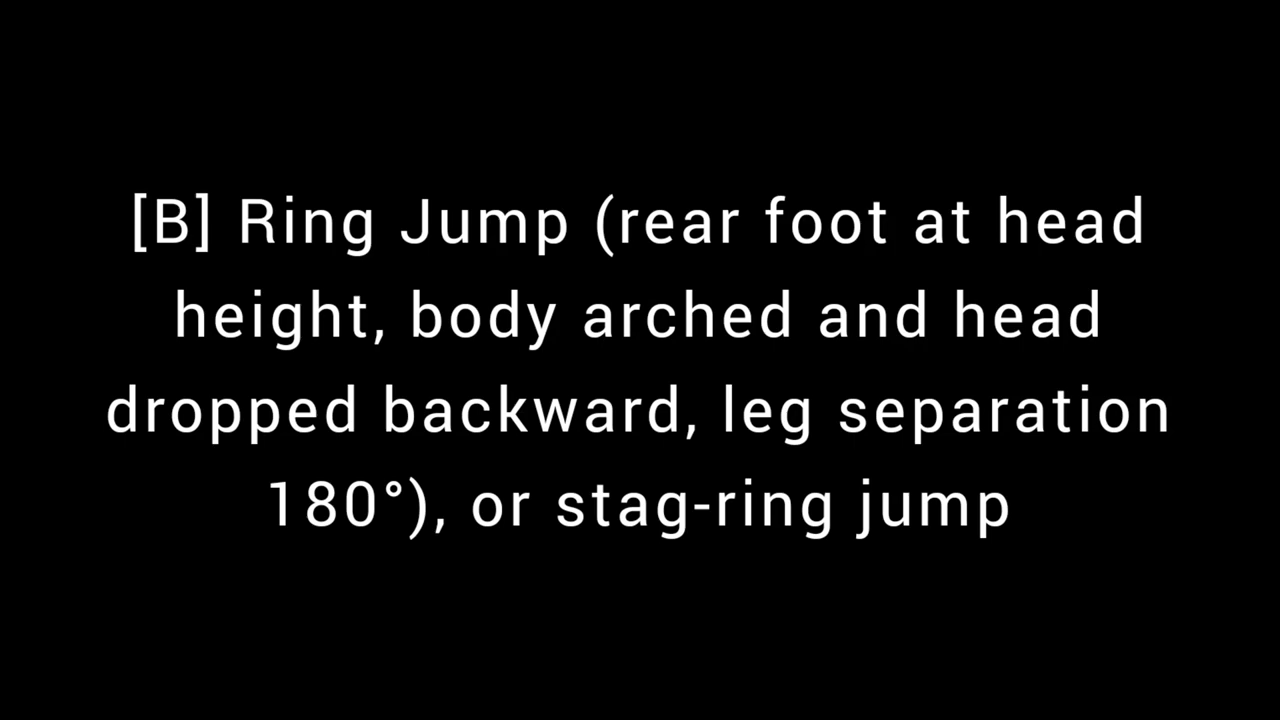 [B] Ring Jump (rear foot at head
height, body arched and head
dropped backward, leg separation
180°), or stag-ring jump